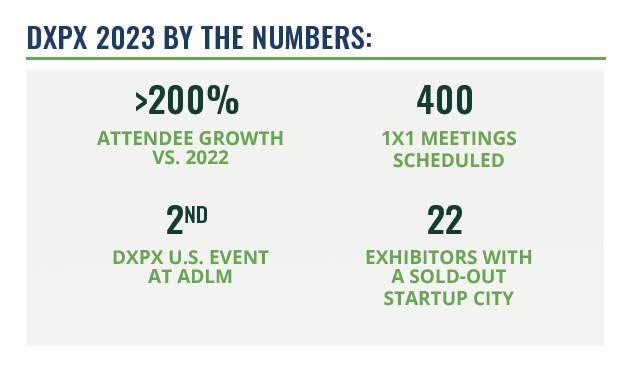 DXPX 2023 BY THE NUMBERS:
>200%
ATTENDEE GROWTH
VS. 2022
400
1X1 MEETINGS
SCHEDULED
2ND
DXPX U.S. EVENT
AT ADLM
22
EXHIBITORS WITH
A SOLD-OUT
STARTUP CITY